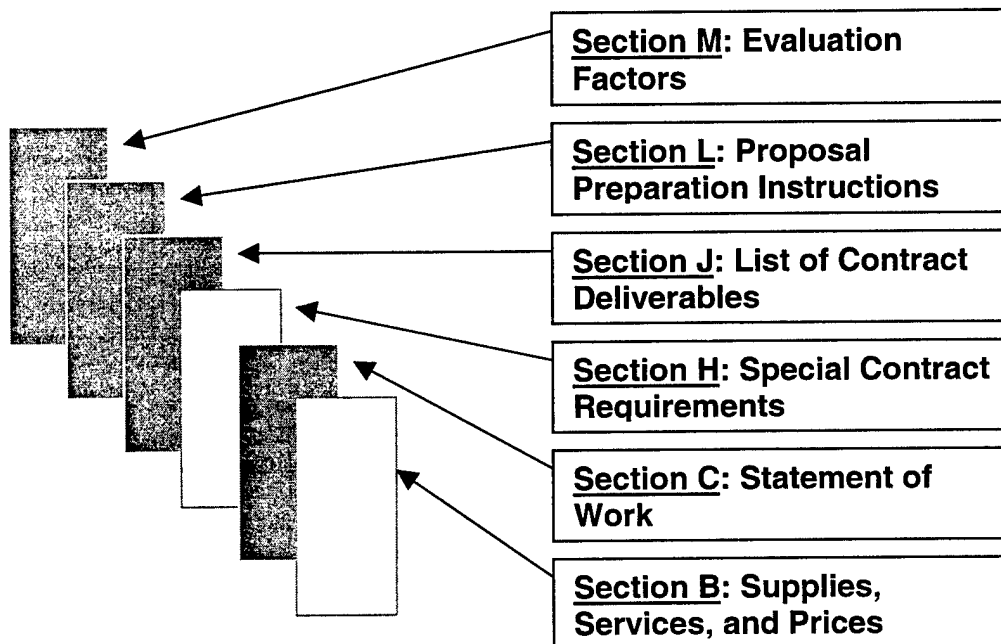 Section M: Evaluation
Factors
Section L: Proposal
Preparation Instructions
Section J: List of Contract
Deliverables
Section H: Special Contract
Requirements
Section C: Statement of
Work
Section B: Supplies,
Services, and Prices